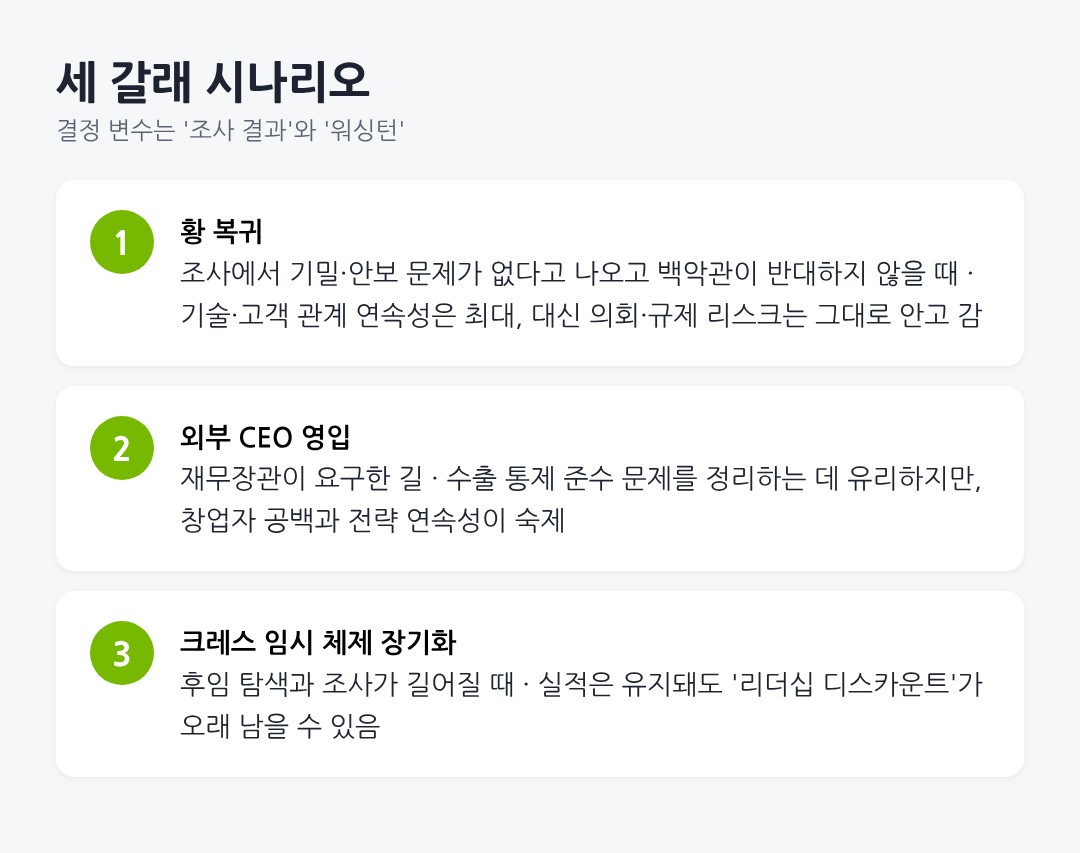 세 갈래 시나리오
결정 변수는 '조사 결과'와 '워싱턴'
1
황 복귀
조사에서 기밀·안보 문제가 없다고 나오고 백악관이 반대하지 않을 때 ·
기술·고객 관계 연속성은 최대, 대신 의회·규제 리스크는 그대로 안고 감
2
외부 CEO 영입
재무장관이 요구한 길 · 수출 통제 준수 문제를 정리하는 데 유리하지만,
창업자 공백과 전략 연속성이 숙제
3
크레스 임시 체제 장기화
후임 탐색과 조사가 길어질 때 · 실적은 유지돼도 '리더십 디스카운트'가
오래 남을 수 있음